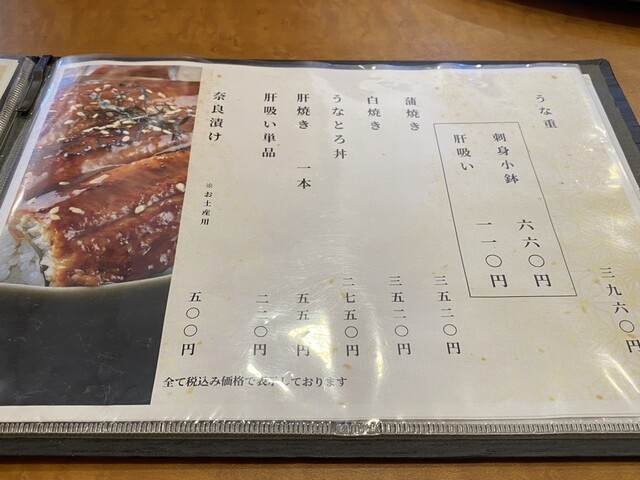 うな重 三九六〇円
刺身小鉢 六六〇円
肝吸い 一一〇円
蒲焼き 三五二〇円
白焼き 三五二〇円
うなとろ丼 二七五〇円
肝焼き 一本 五五〇円
肝吸い単品 二二〇円
奈良漬け 五〇〇円
お土産用
全て税込み価格で表示しております